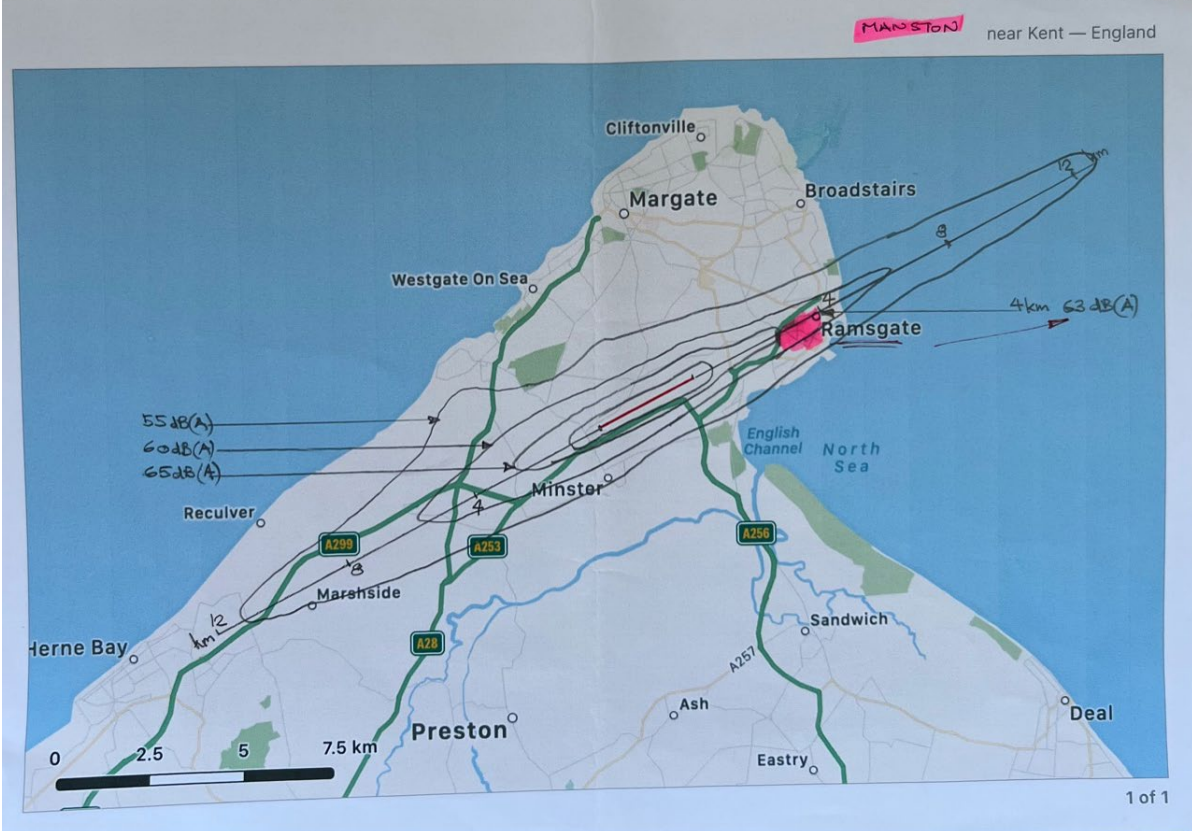 MANSTON
near Kent — England
Cliftonville
Margate
Broadstairs
12 km
8
Westgate On Sea
4
4km 63 dB(A)
Ramsgate
55dB(A)
60dB(A)
65dB(A)
English
Channel
North
Sea
Minster
4
Reculver
A299
A253
A256
8
Marshside
12
km
Herne Bay
A28
Sandwich
A257
Ash
Preston
Deal
Eastry
0
2.5
5
7.5 km
1 of 1